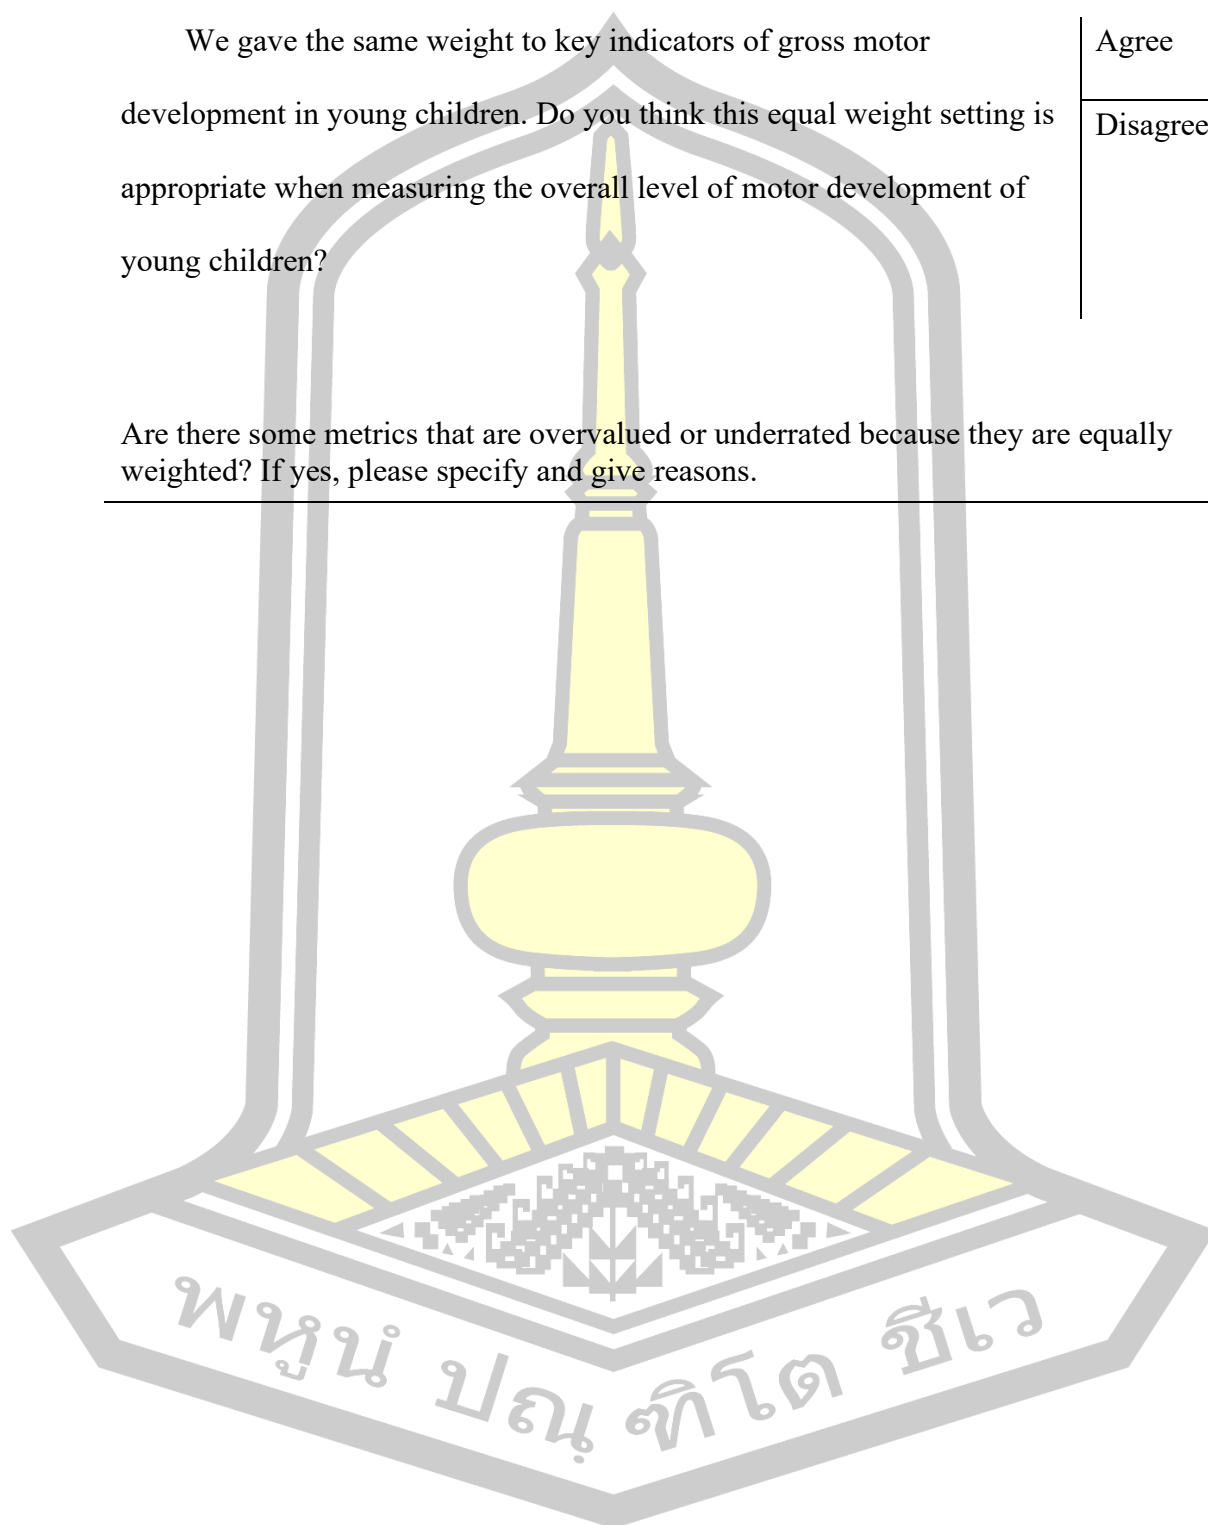 We gave the same weight to key indicators of gross motor
development in young children. Do you think this equal weight setting is
appropriate when measuring the overall level of motor development of
young children?
Agree
Disagree
Are there some metrics that are overvalued or underrated because they are equally
weighted? If yes, please specify and give reasons.
พหูนํ ปณฺฑิโต ชีเว